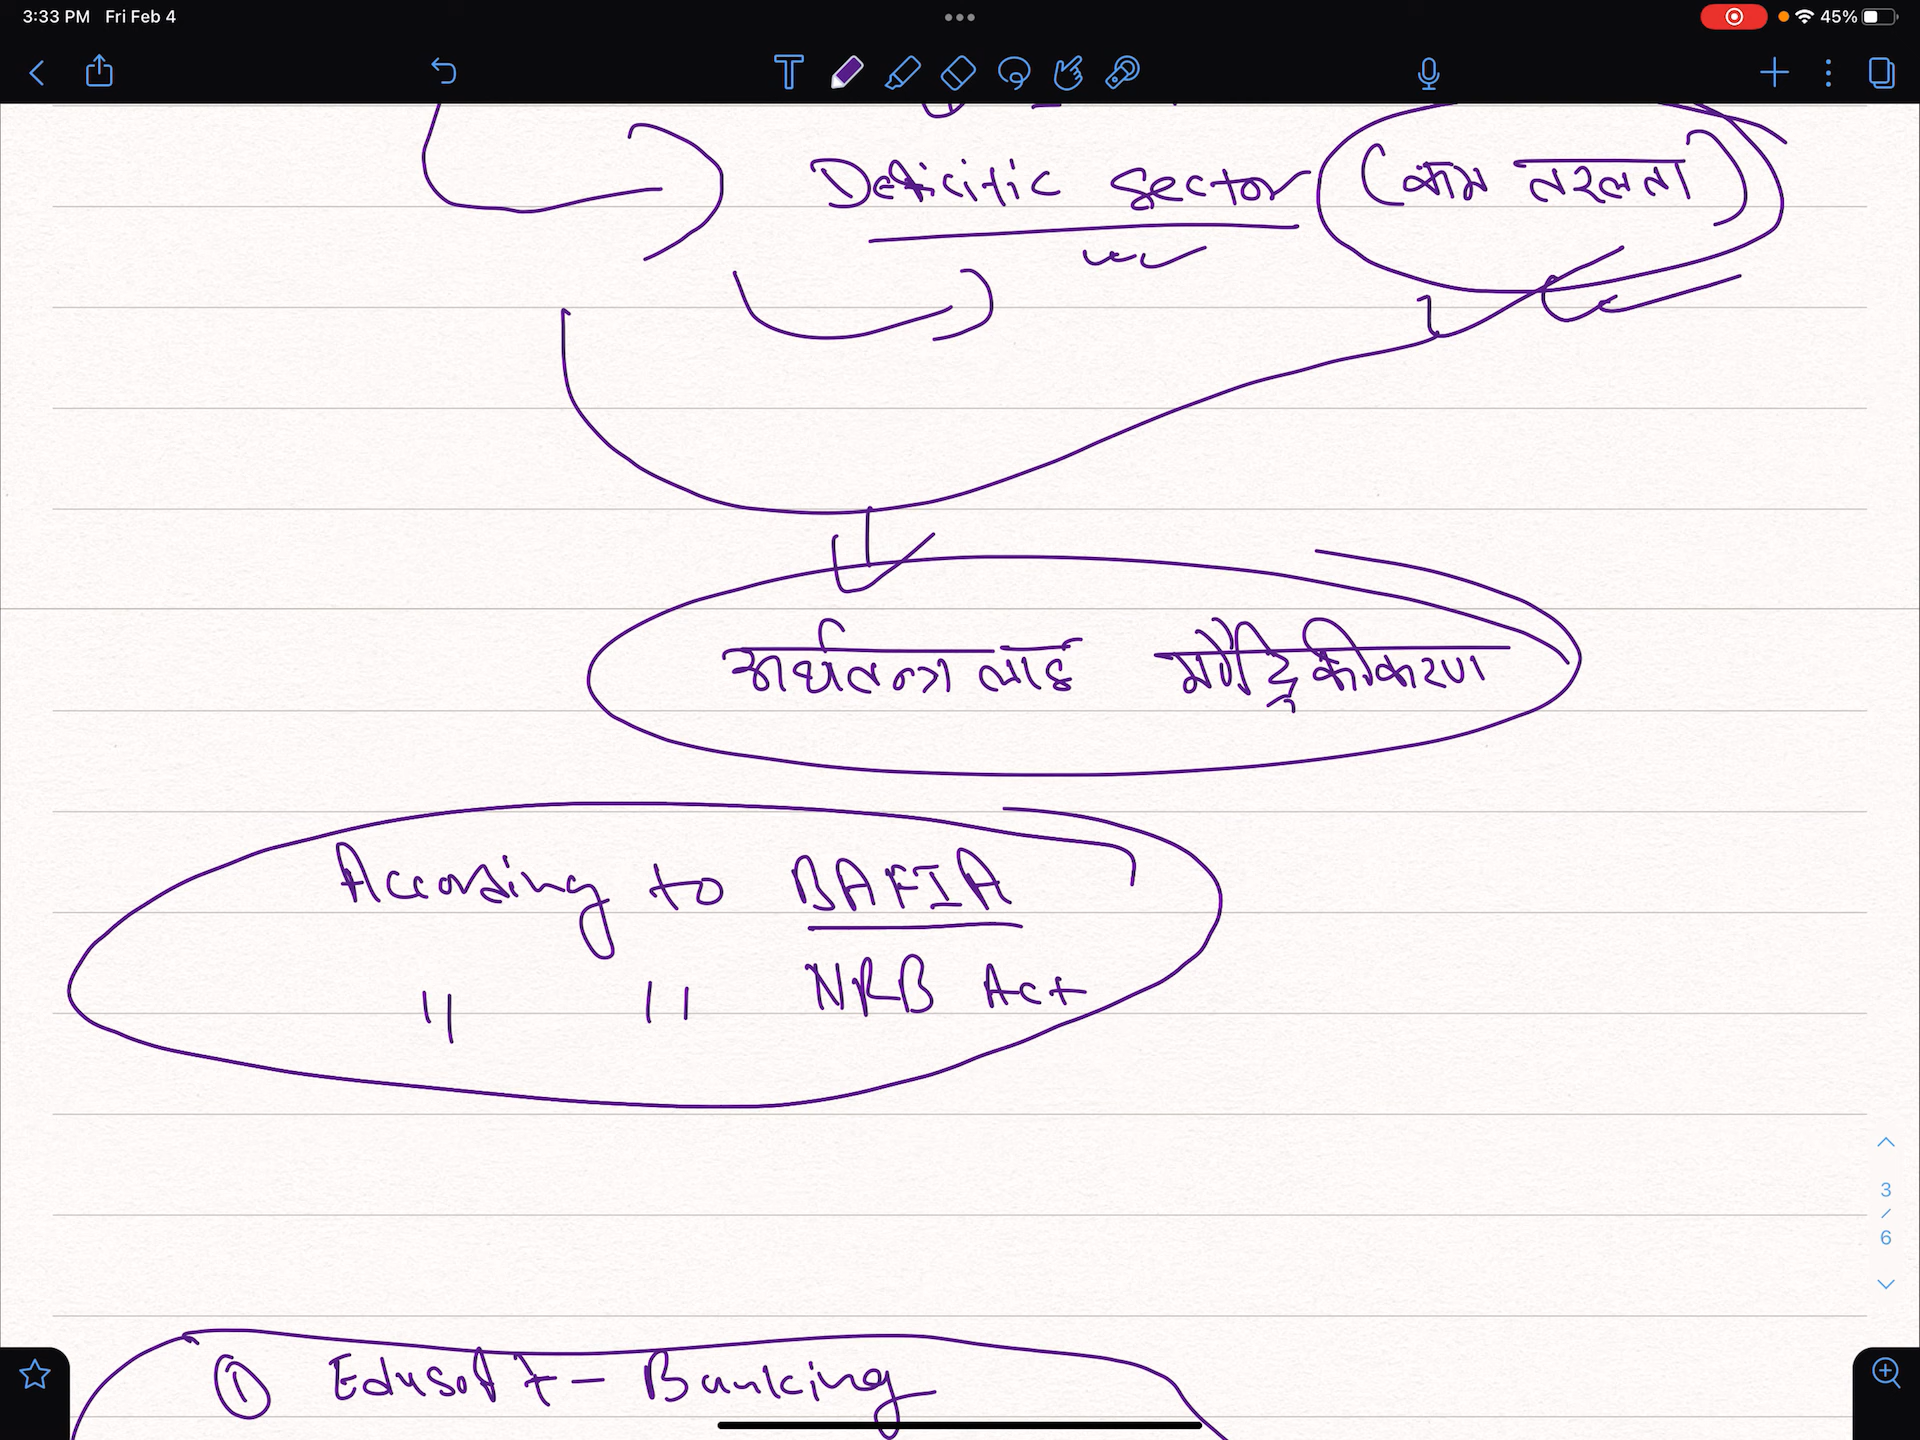 3:33 PM Fri Feb 4
45%
Deficitic sector (कम तरलता)
अर्थतन्त्र लाई मौद्रिकीकरण
According to BAFIA
" " NRB Act
3
/
6
① Edusoft - Banking